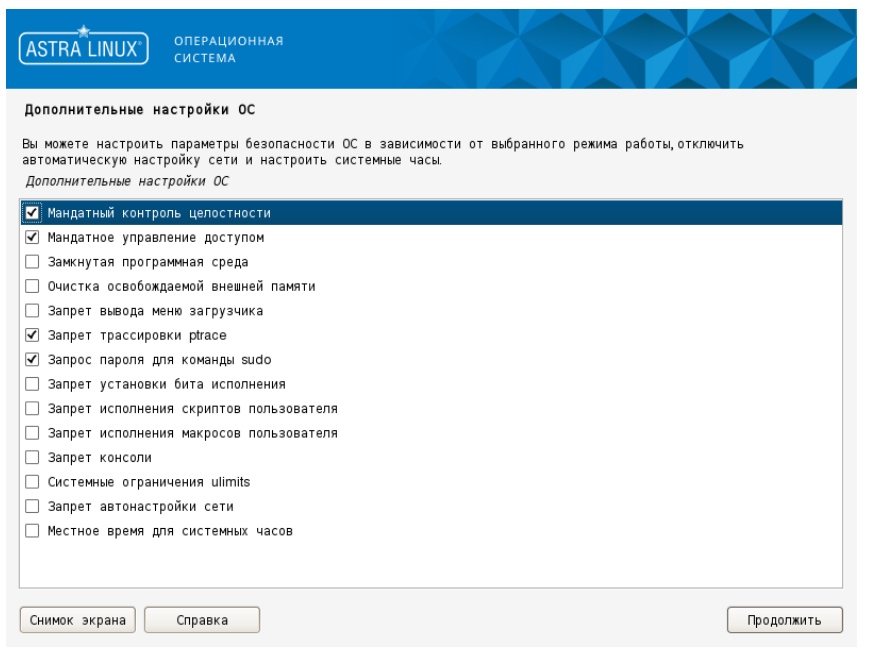 ASTRA LINUX®
ОПЕРАЦИОННАЯ
СИСТЕМА
Дополнительные настройки ОС
Вы можете настроить параметры безопасности ОС в зависимости от выбранного режима работы, отключить
автоматическую настройку сети и настроить системные часы.
Дополнительные настройки ОС
Мандатный контроль целостности
Мандатное управление доступом
Замкнутая программная среда
Очистка освобождаемой внешней памяти
Запрет вывода меню загрузчика
Запрет трассировки ptrace
Запрос пароля для команды sudo
Запрет установки бита исполнения
Запрет исполнения скриптов пользователя
Запрет исполнения макросов пользователя
Запрет консоли
Системные ограничения ulimits
Запрет автонастройки сети
Местное время для системных часов
Снимок экрана
Справка
Продолжить